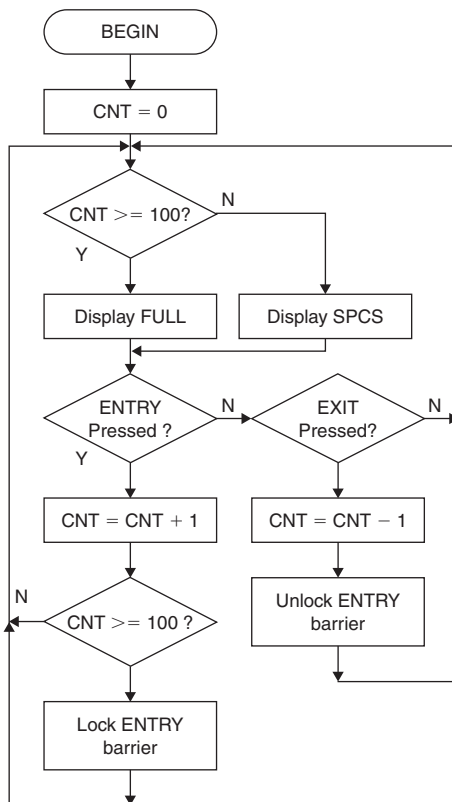 BEGIN
CNT = 0
CNT >= 100?
N
Y
Display FULL
Display SPCS
ENTRY
Pressed ?
N
EXIT
Pressed?
N
Y
CNT = CNT + 1
CNT = CNT − 1
N
CNT >= 100 ?
Unlock ENTRY
barrier
Lock ENTRY
barrier